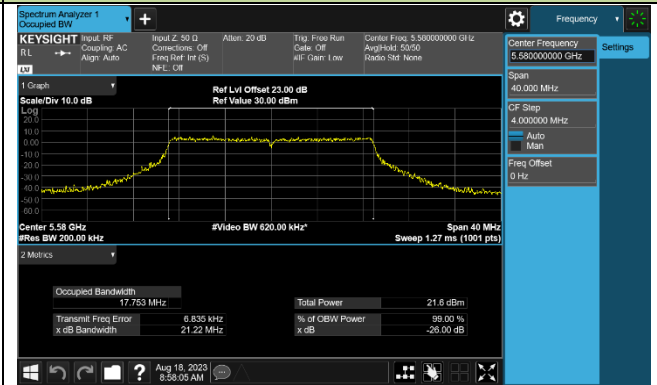 Spectrum Analyzer 1
Occupied BW
Frequency
KEYSIGHT
RL
LXI
Input: RF
Coupling: AC
Align: Auto
Input Z: 50 Ω
Corrections: Off
Freq Ref: Int (S)
NFE: Off
Atten: 20 dB
Trig: Free Run
Gate: Off
#IF Gain: Low
Center Freq: 5.580000000 GHz
Avg|Hold: 50/50
Radio Std: None
Center Frequency
5.580000000 GHz
Settings
Span
40.000 MHz
CF Step
4.000000 MHz
Auto
Man
Freq Offset
0 Hz
1 Graph
Scale/Div 10.0 dB
Ref Lvl Offset 23.00 dB
Ref Value 30.00 dBm
Log
20.0
10.0
0.00
-10.0
-20.0
-30.0
-40.0
-50.0
-60.0
Center 5.58 GHz
#Res BW 200.00 kHz
#Video BW 620.00 kHz*
Span 40 MHz
Sweep 1.27 ms (1001 pts)
2 Metrics
Occupied Bandwidth
17.753 MHz
Total Power 21.6 dBm
Transmit Freq Error 6.835 kHz
% of OBW Power 99.00 %
x dB Bandwidth 21.22 MHz
x dB -26.00 dB
?
Aug 18, 2023
8:58:05 AM